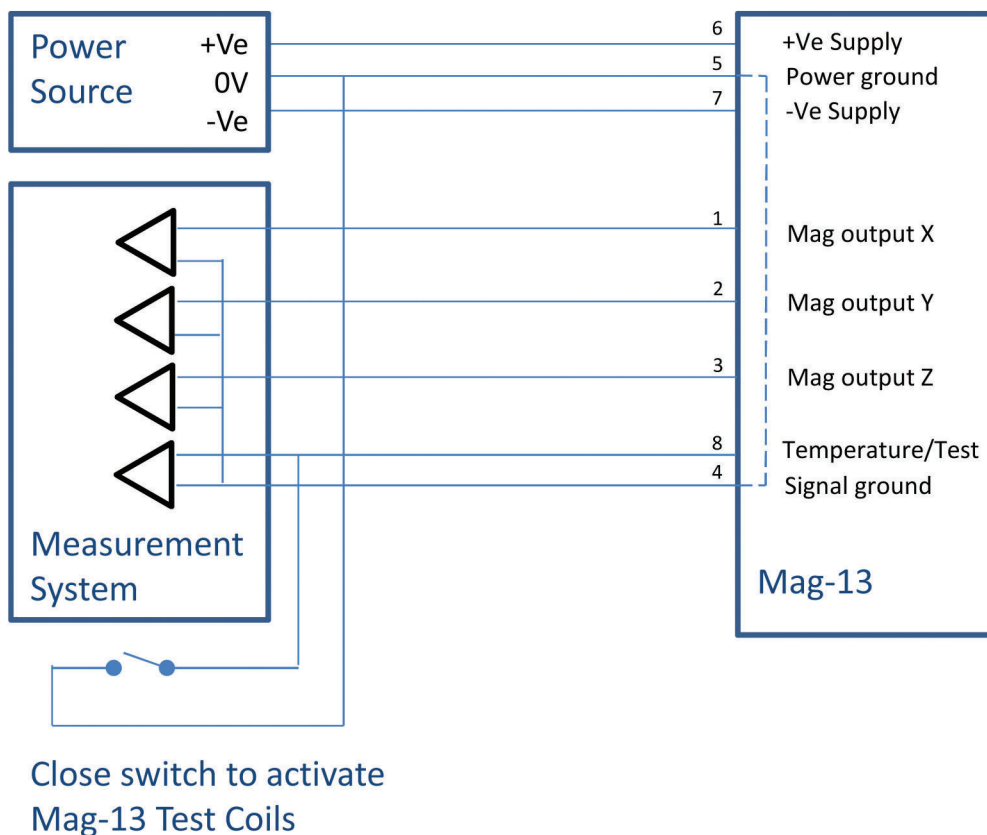 Power
Source
+Ve
0V
-Ve
6
5
7
+Ve Supply
Power ground
-Ve Supply
1
Mag output X
2
Mag output Y
3
Mag output Z
8
Temperature/Test
4
Signal ground
Measurement
System
Mag-13
Close switch to activate
Mag-13 Test Coils